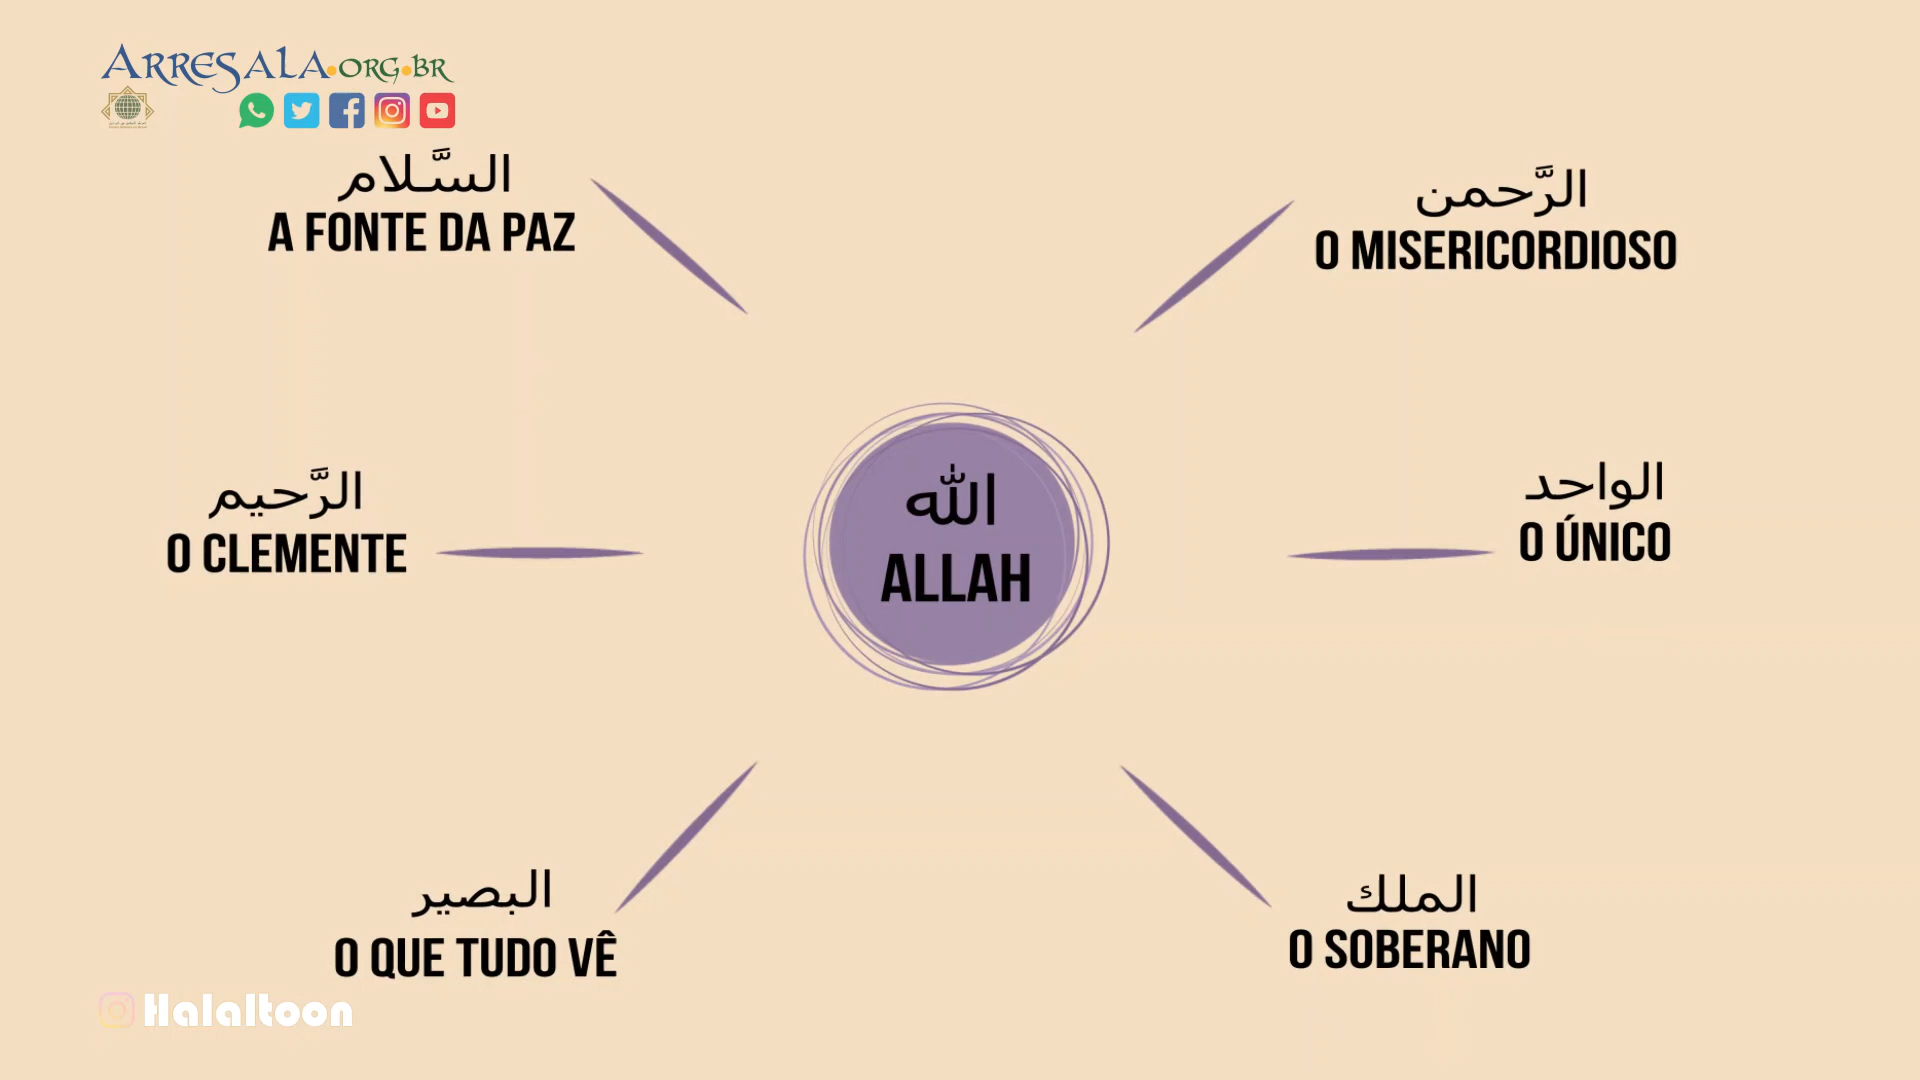 ARRESALA.ORG.BR
السَّلام
A FONTE DA PAZ
الرَّحمن
O MISERICORDIOSO
الرَّحيم
O CLEMENTE
الله
ALLAH
الواحد
O ÚNICO
البصير
O QUE TUDO VÊ
الملك
O SOBERANO
Halaltoon